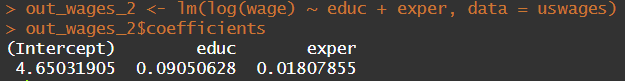 > out_wages_2 <- lm(log(wage) ~ educ + exper, data = uswages)
> out_wages_2$coefficients
(Intercept) educ exper
4.65031905 0.09050628 0.01807855